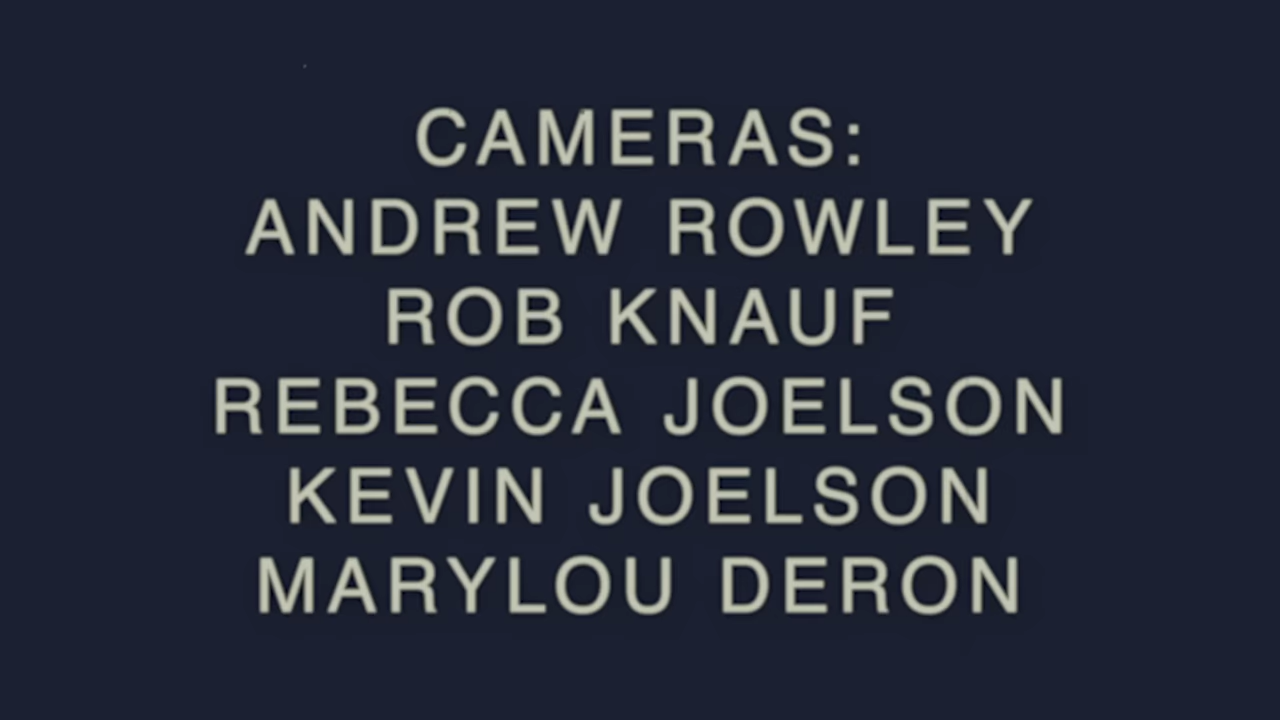 CAMERAS:
ANDREW ROWLEY
ROB KNAUF
REBECCA JOELSON
KEVIN JOELSON
MARYLOU DERON